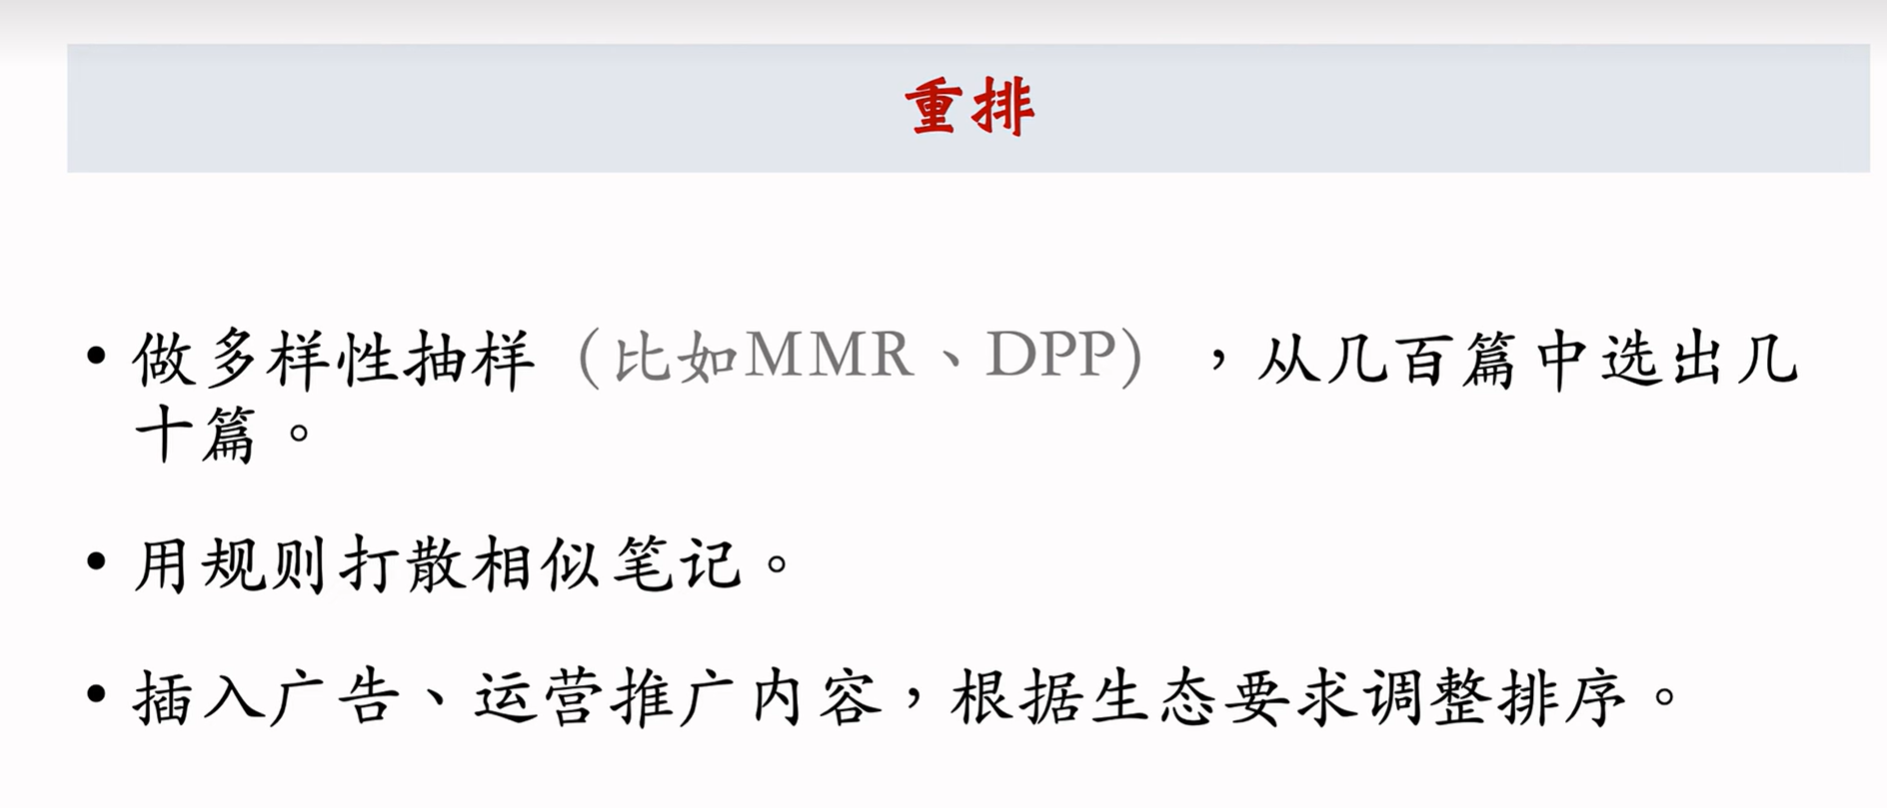 重排
• 做多样性抽样（比如MMR、DPP），从几百篇中选出几
十篇。
• 用规则打散相似笔记。
• 插入广告、运营推广内容，根据生态要求调整排序。